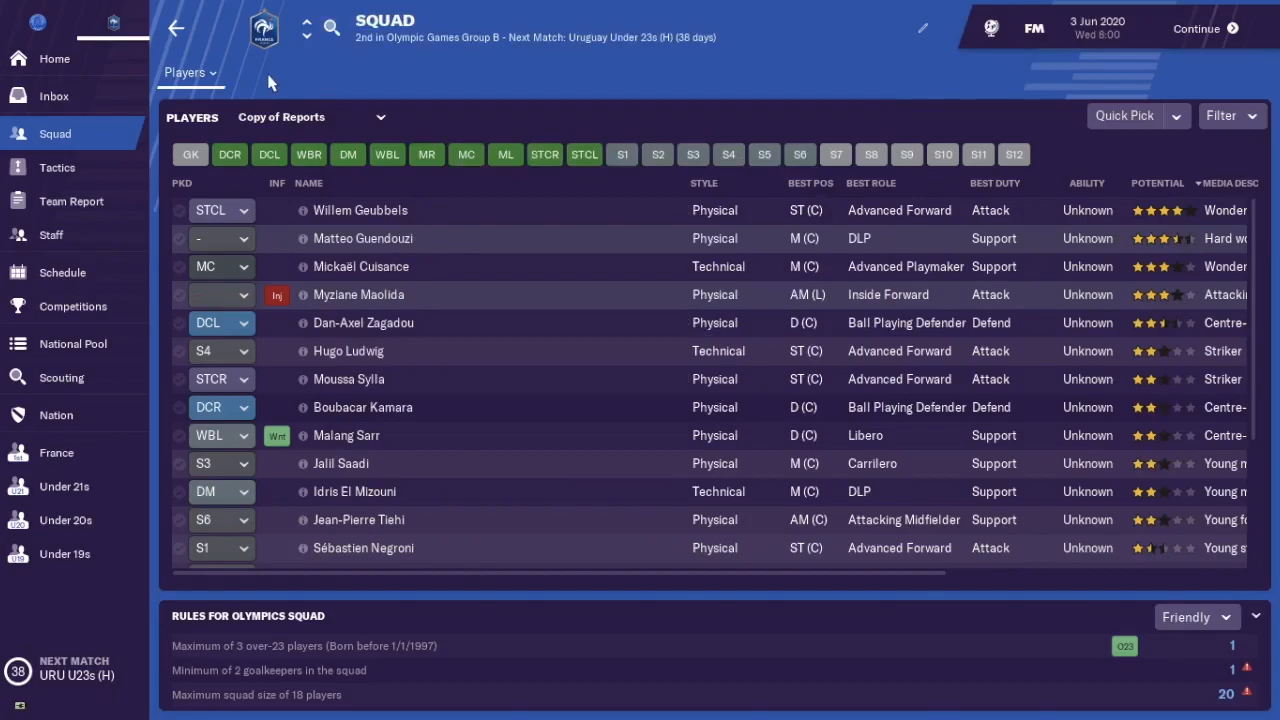 SQUAD
2nd in Olympic Games Group B - Next Match: Uruguay Under 23s (H) (38 days)
FM
3 Jun 2020
Wed 6:00
Continue
FRANCE
Home
Inbox
Squad
Tactics
Team Report
Staff
Schedule
Competitions
National Pool
Scouting
Nation
1st France
U21 Under 21s
U20 Under 20s
U19 Under 19s
38 NEXT MATCH
URU U23s (H)
Players
PLAYERS Copy of Reports Quick Pick Filter
GK DCR DCL WBR DM WBL MR MC ML STCR STCL S1 S2 S3 S4 S5 S6 S7 S8 S9 S10 S11 S12
PKD INF NAME STYLE BEST POS BEST ROLE BEST DUTY ABILITY POTENTIAL MEDIA DESC
STCL Willem Geubbels Physical ST (C) Advanced Forward Attack Unknown Wonder
- Matteo Guendouzi Physical M (C) DLP Support Unknown Hard wo
MC Mickaël Cuisance Technical M (C) Advanced Playmaker Support Unknown Wonder
Inj Myziane Maolida Physical AM (L) Inside Forward Attack Unknown Attackin
DCL Dan-Axel Zagadou Physical D (C) Ball Playing Defender Defend Unknown Centre-
S4 Hugo Ludwig Technical ST (C) Advanced Forward Attack Unknown Striker
STCR Moussa Sylla Physical ST (C) Advanced Forward Attack Unknown Striker
DCR Boubacar Kamara Physical D (C) Ball Playing Defender Defend Unknown Centre-
WBL Wnt Malang Sarr Physical D (C) Libero Support Unknown Centre-
S3 Jalil Saadi Physical M (C) Carrilero Support Unknown Young m
DM Idris El Mizouni Technical M (C) DLP Support Unknown Young m
S6 Jean-Pierre Tiehi Physical AM (C) Attacking Midfielder Support Unknown Young fo
S1 Sébastien Negroni Physical ST (C) Advanced Forward Attack Unknown Young s
RULES FOR OLYMPICS SQUAD Friendly
Maximum of 3 over-23 players (Born before 1/1/1997) O23 1
Minimum of 2 goalkeepers in the squad 1
Maximum squad size of 18 players 20